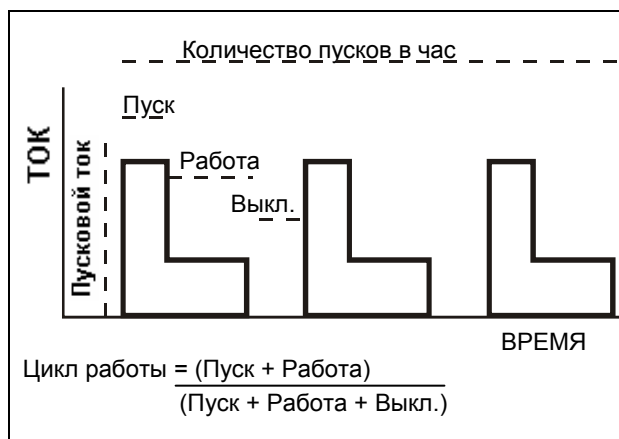 Количество пусков в час
Пуск
ТОК
Пусковой ток
Работа
Выкл.
ВРЕМЯ
Цикл работы = (Пуск + Работа)
(Пуск + Работа + Выкл.)